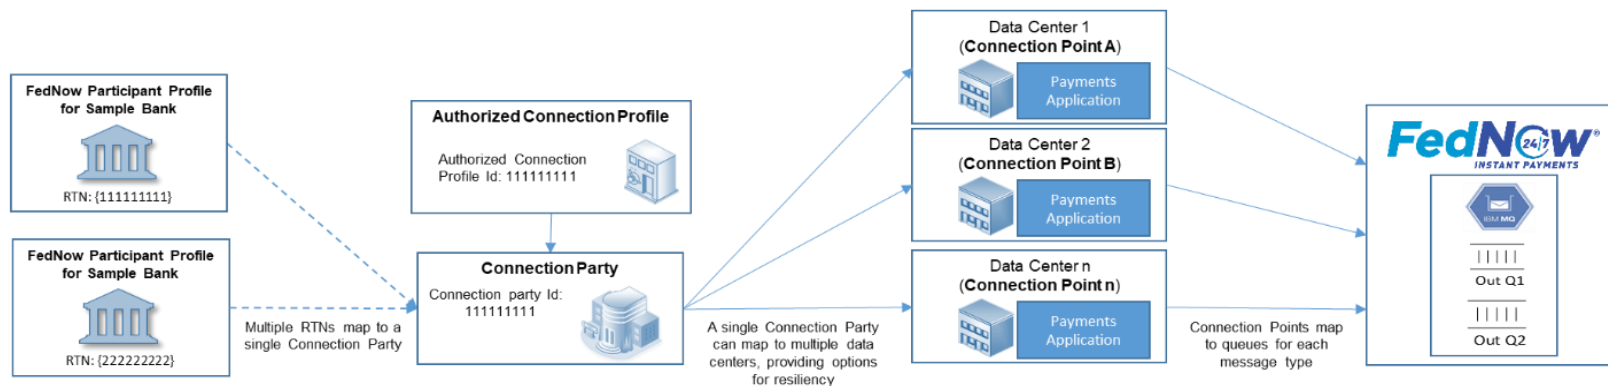 FedNow Participant Profile
for Sample Bank
RTN: {111111111}
FedNow Participant Profile
for Sample Bank
RTN: {222222222}
Multiple RTNs map to a
single Connection Party
Authorized Connection Profile
Authorized Connection
Profile Id: 111111111
Connection Party
Connection party Id:
111111111
A single Connection Party
can map to multiple data
centers, providing options
for resiliency
Data Center 1
(Connection Point A)
Payments
Application
Data Center 2
(Connection Point B)
Payments
Application
Data Center n
(Connection Point n)
Payments
Application
Connection Points map
to queues for each
message type
FedNow®
24/7
INSTANT PAYMENTS
IBM MQ
Out Q1
Out Q2